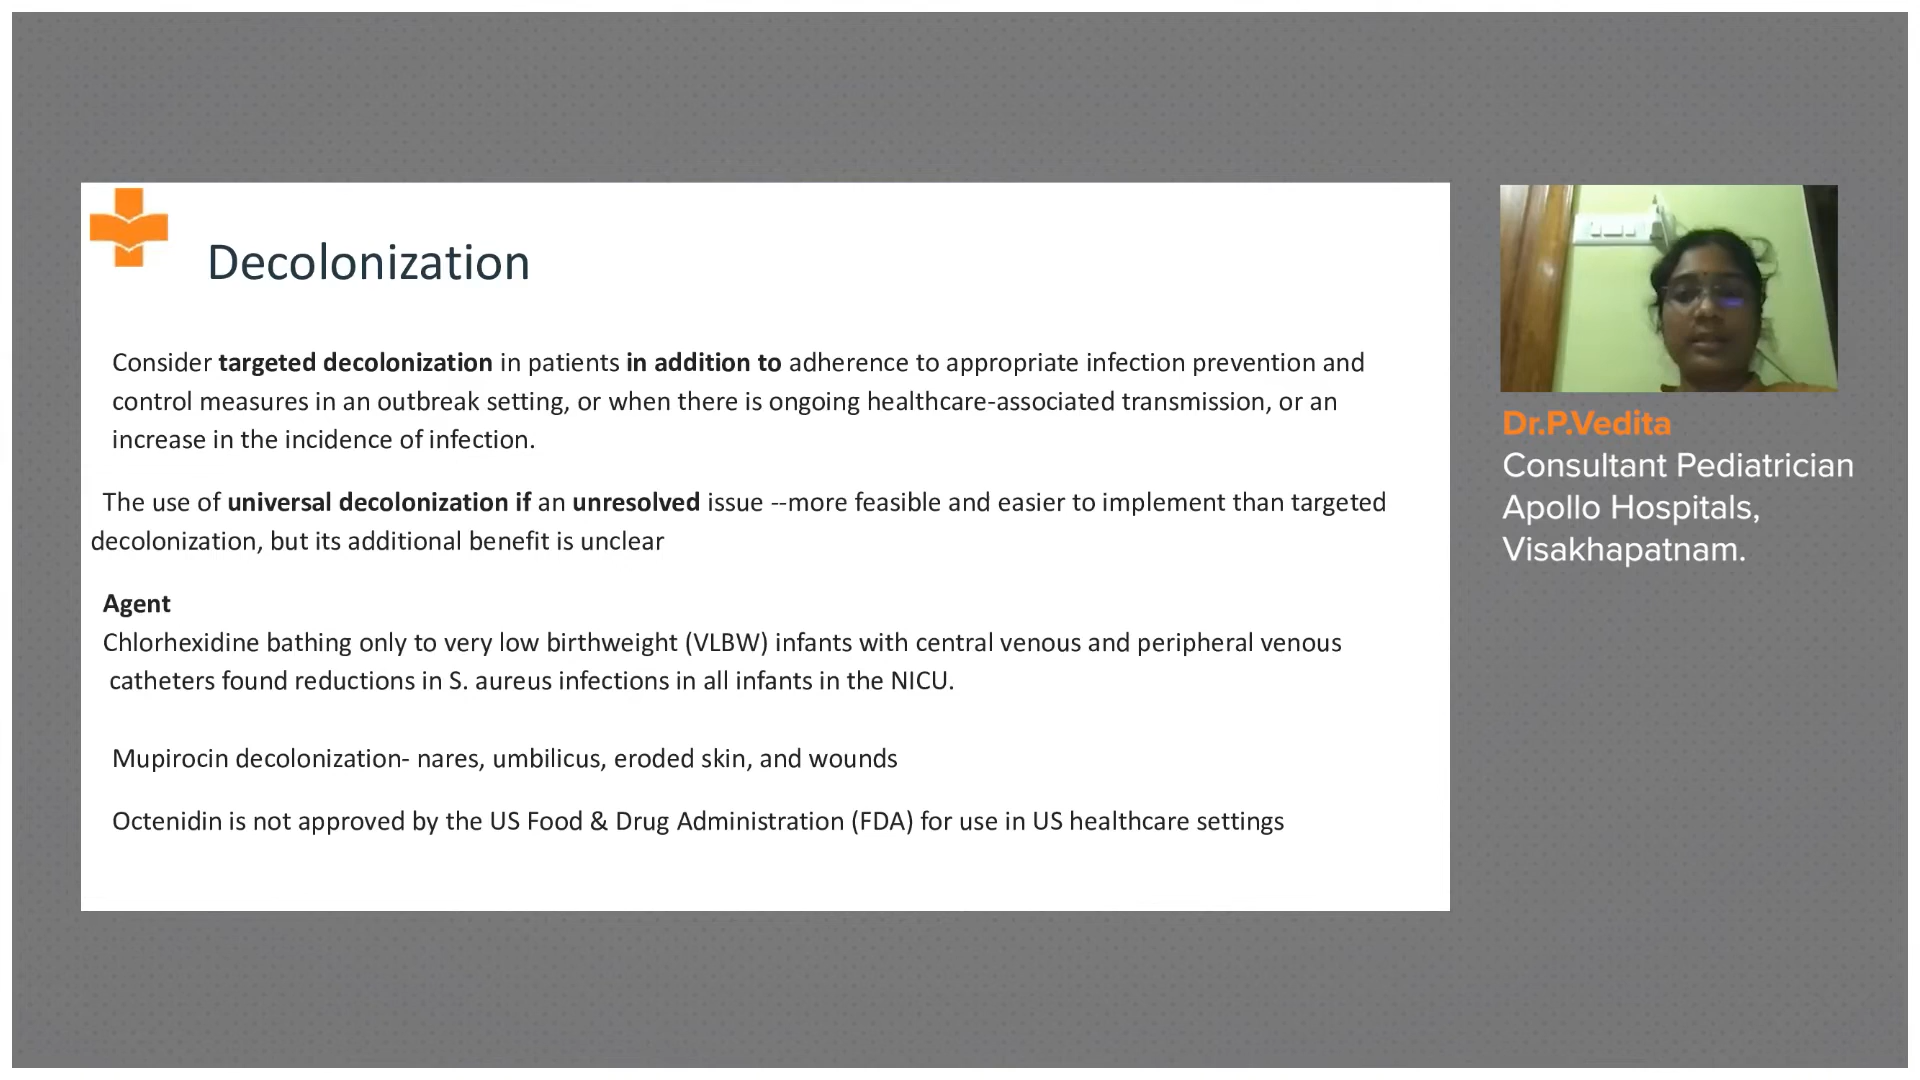 Decolonization
Consider targeted decolonization in patients in addition to adherence to appropriate infection prevention and
control measures in an outbreak setting, or when there is ongoing healthcare-associated transmission, or an
increase in the incidence of infection.
The use of universal decolonization if an unresolved issue --more feasible and easier to implement than targeted
decolonization, but its additional benefit is unclear
Agent
Chlorhexidine bathing only to very low birthweight (VLBW) infants with central venous and peripheral venous
catheters found reductions in S. aureus infections in all infants in the NICU.
Mupirocin decolonization- nares, umbilicus, eroded skin, and wounds
Octenidin is not approved by the US Food & Drug Administration (FDA) for use in US healthcare settings
Dr.P.Vedita
Consultant Pediatrician
Apollo Hospitals,
Visakhapatnam.